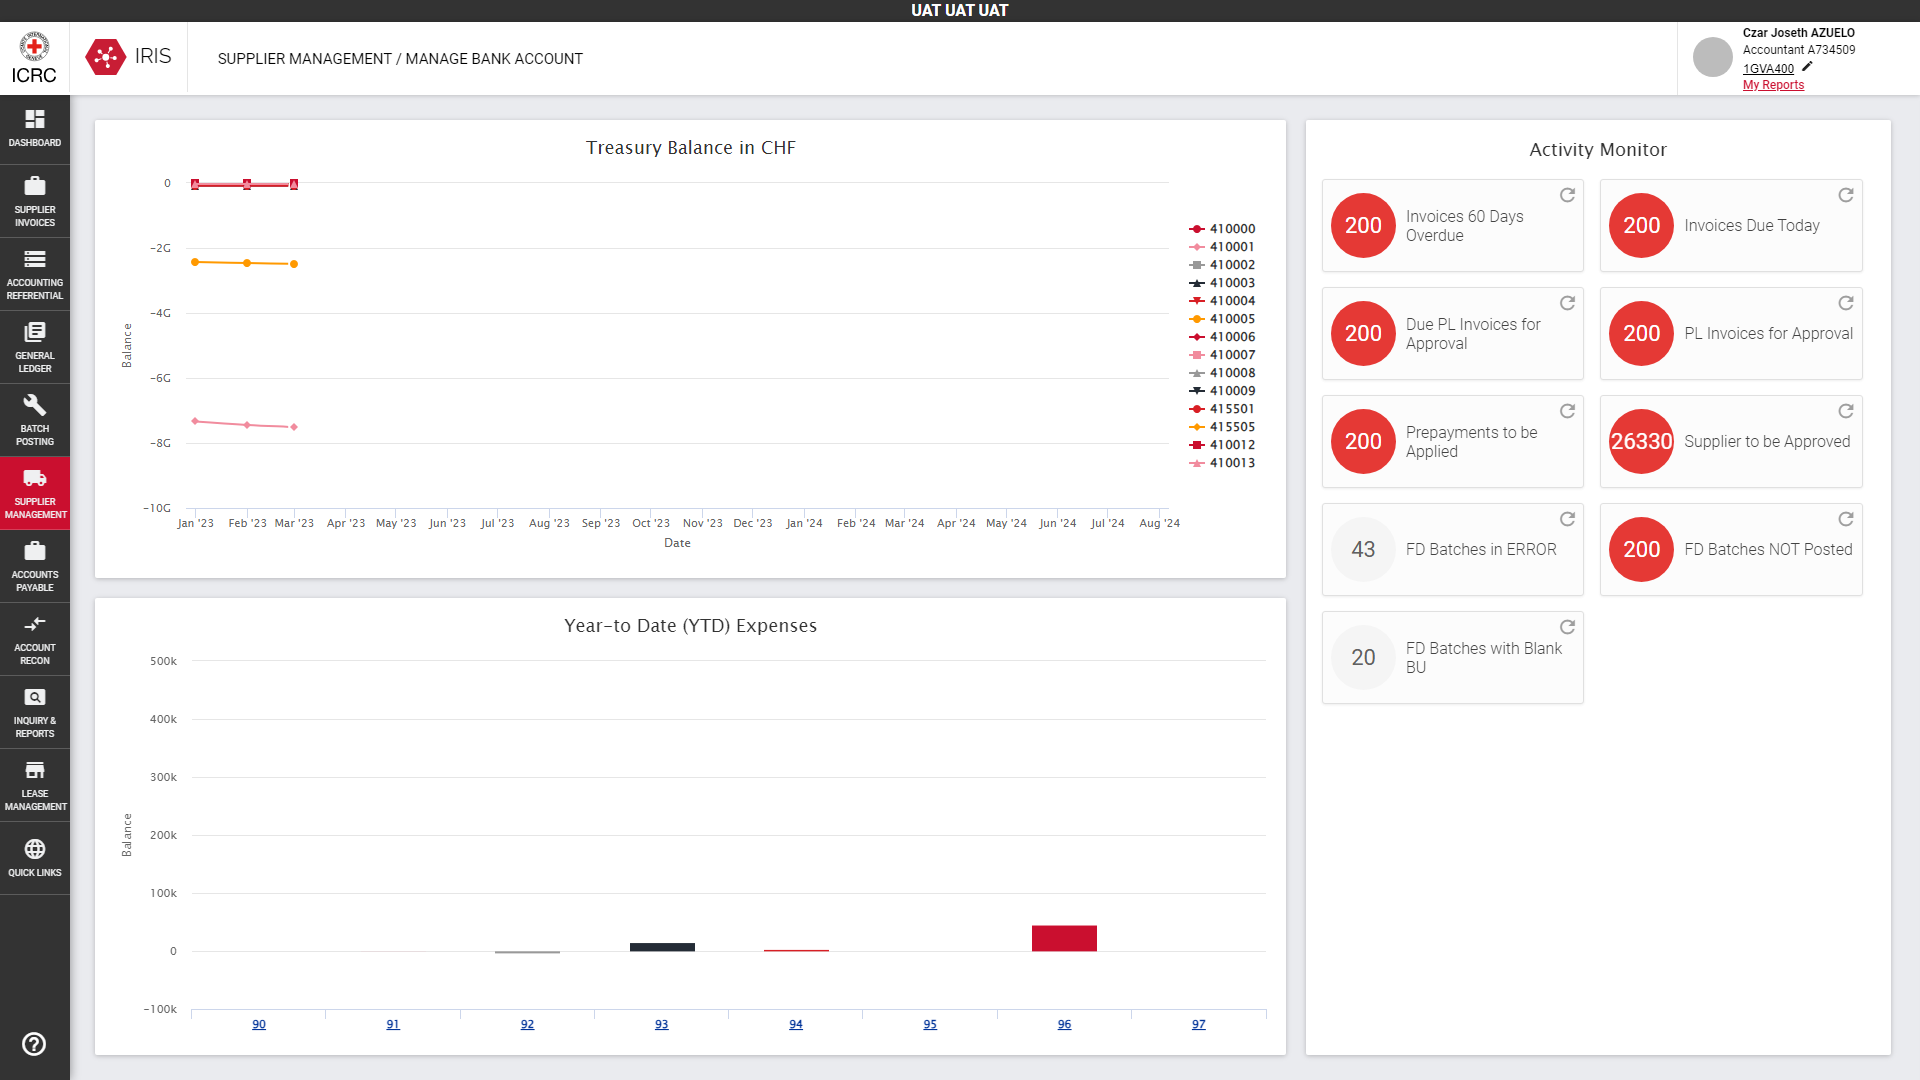 UAT UAT UAT
ICRC
IRIS
SUPPLIER MANAGEMENT / MANAGE BANK ACCOUNT
Czar Joseth AZUELO
Accountant A734509
1GVA400
My Reports
DASHBOARD
SUPPLIER
INVOICES
ACCOUNTING
REFERENTIAL
GENERAL
LEDGER
BATCH
POSTING
SUPPLIER
MANAGEMENT
ACCOUNTS
PAYABLE
ACCOUNT
RECON
INQUIRY &
REPORTS
LEASE
MANAGEMENT
QUICK LINKS
Treasury Balance in CHF
0
-2G
-4G
-6G
-8G
-10G
Balance
Jan '23 Feb '23 Mar '23 Apr '23 May '23 Jun '23 Jul '23 Aug '23 Sep '23 Oct '23 Nov '23 Dec '23 Jan '24 Feb '24 Mar '24 Apr '24 May '24 Jun '24 Jul '24 Aug '24
Date
410000
410001
410002
410003
410004
410005
410006
410007
410008
410009
415501
415505
410012
410013
Year-to Date (YTD) Expenses
500k
400k
300k
200k
100k
0
-100k
Balance
90 91 92 93 94 95 96 97
Activity Monitor
200 Invoices 60 Days
Overdue
200 Invoices Due Today
200 Due PL Invoices for
Approval
200 PL Invoices for Approval
200 Prepayments to be
Applied
26330 Supplier to be Approved
43 FD Batches in ERROR
200 FD Batches NOT Posted
20 FD Batches with Blank
BU